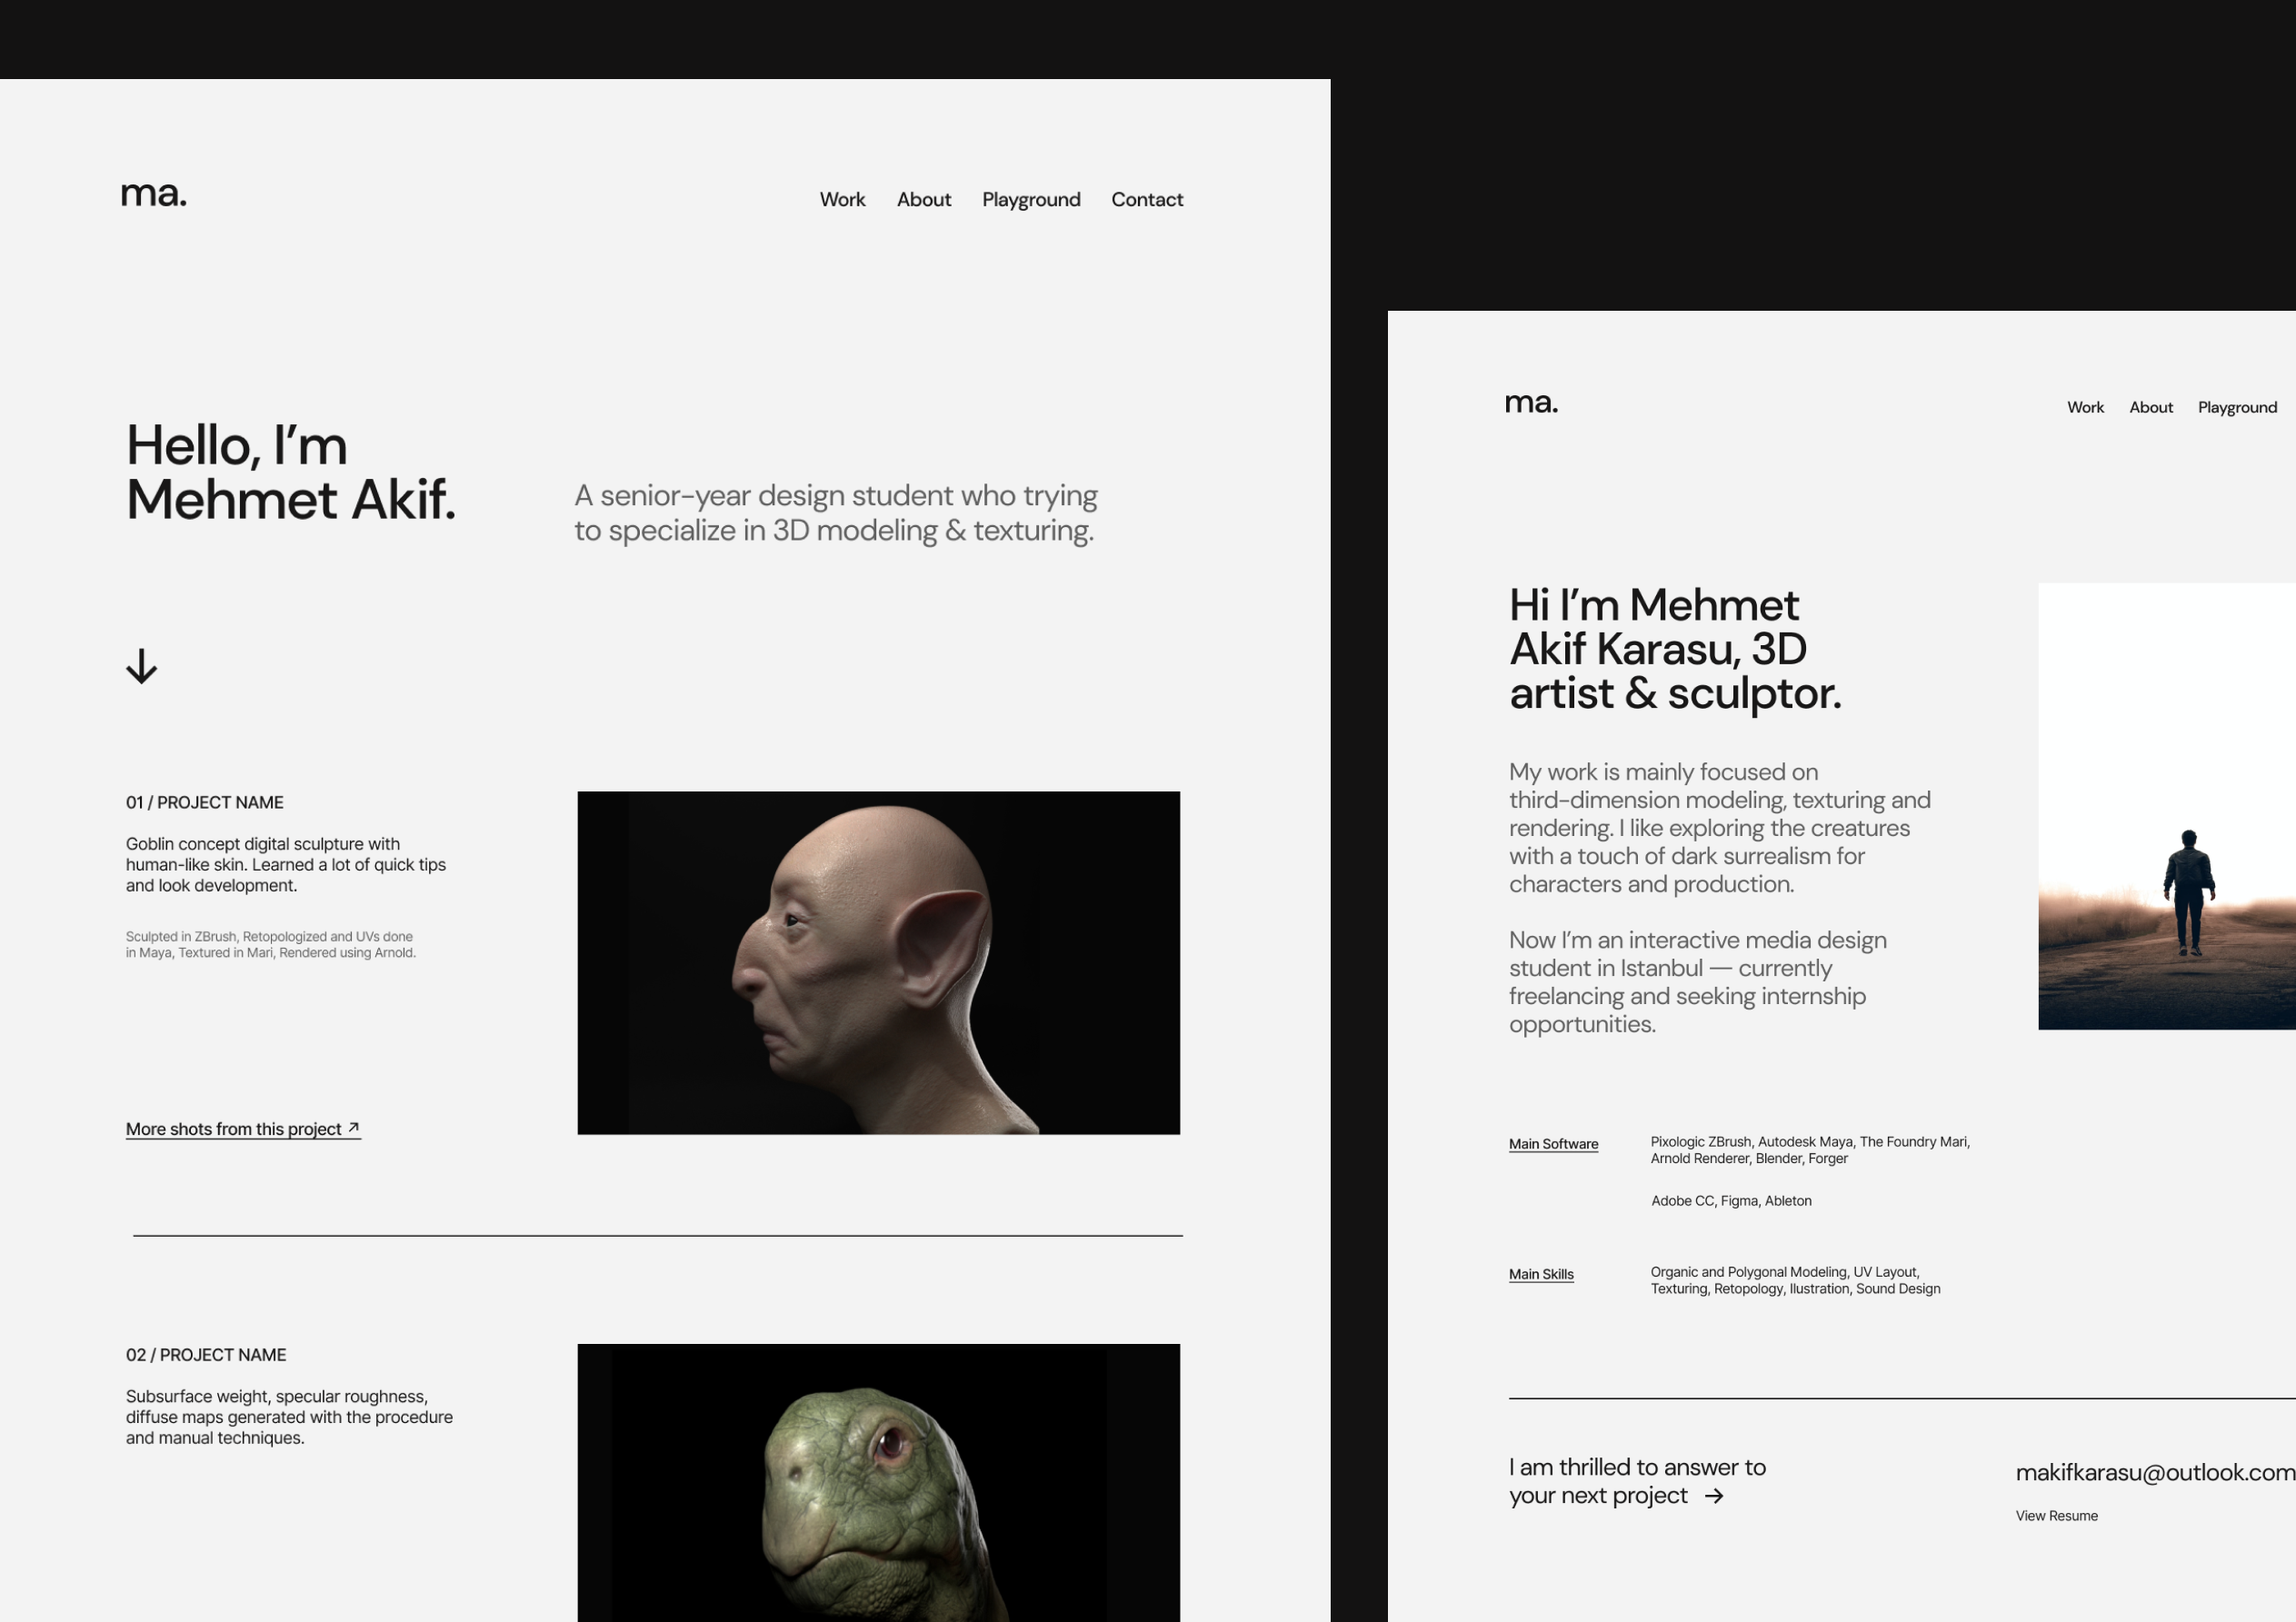 ma.
Work About Playground Contact
Hello, I’m
Mehmet Akif.
A senior-year design student who trying
to specialize in 3D modeling & texturing.
01 / PROJECT NAME
Goblin concept digital sculpture with
human-like skin. Learned a lot of quick tips
and look development.
Sculpted in ZBrush, Retopologized and UVs done
in Maya, Textured in Mari, Rendered using Arnold.
More shots from this project ↗
02 / PROJECT NAME
Subsurface weight, specular roughness,
diffuse maps generated with the procedure
and manual techniques.
ma.
Work About Playground
Hi I’m Mehmet
Akif Karasu, 3D
artist & sculptor.
My work is mainly focused on
third-dimension modeling, texturing and
rendering. I like exploring the creatures
with a touch of dark surrealism for
characters and production.
Now I’m an interactive media design
student in Istanbul — currently
freelancing and seeking internship
opportunities.
Main Software
Pixologic ZBrush, Autodesk Maya, The Foundry Mari,
Arnold Renderer, Blender, Forger
Adobe CC, Figma, Ableton
Main Skills
Organic and Polygonal Modeling, UV Layout,
Texturing, Retopology, Ilustration, Sound Design
I am thrilled to answer to
your next project →
makifkarasu@outlook.com
View Resume